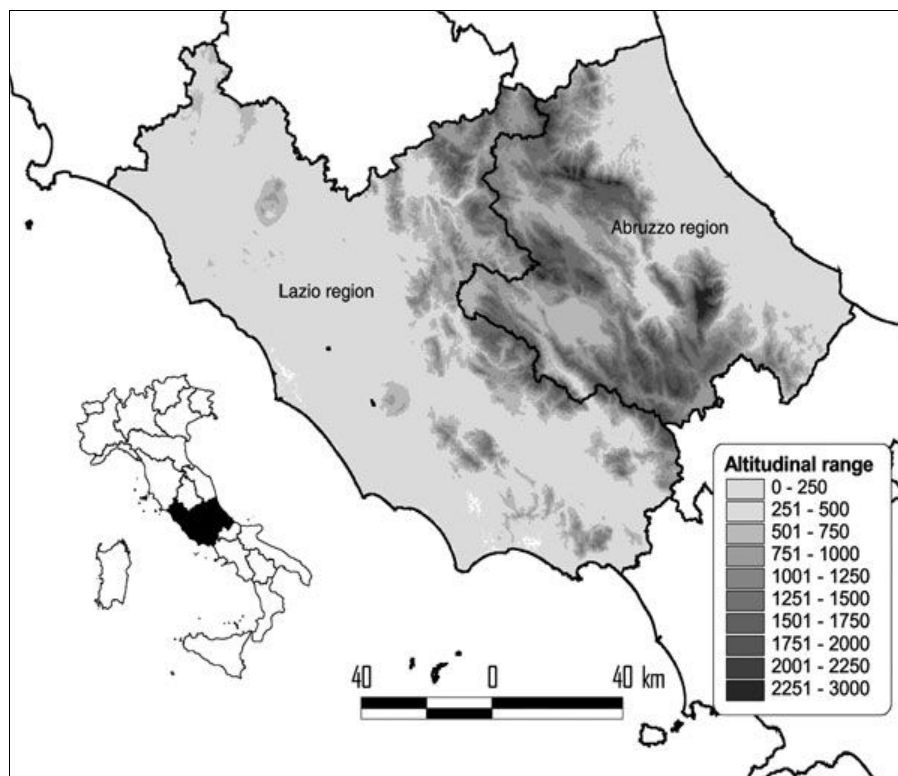 Abruzzo region
Lazio region
Altitudinal range
0 - 250
251 - 500
501 - 750
751 - 1000
1001 - 1250
1251 - 1500
1501 - 1750
1751 - 2000
2001 - 2250
2251 - 3000
40 0 40 km